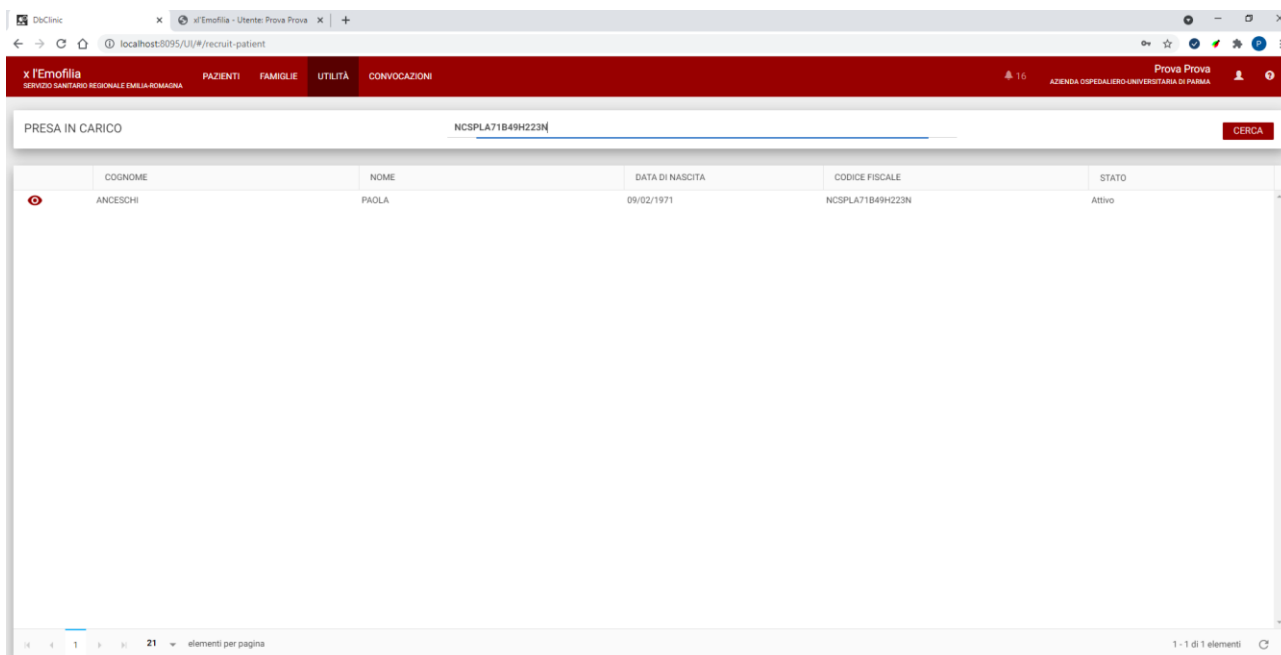 DbClinic
xl'Emofilia - Utente: Prova Prova
localhost:8095/UI/#/recruit-patient
x l'Emofilia
SERVIZIO SANITARIO REGIONALE EMILIA-ROMAGNA
PAZIENTI FAMIGLIE UTILITÀ CONVOCAZIONI
16
Prova Prova
AZIENDA OSPEDALIERO-UNIVERSITARIA DI PARMA
PRESA IN CARICO NCSPLA71B49H223N CERCA
COGNOME NOME DATA DI NASCITA CODICE FISCALE STATO
ANCESCHI PAOLA 09/02/1971 NCSPLA71B49H223N Attivo
1 21 elementi per pagina 1 - 1 di 1 elementi